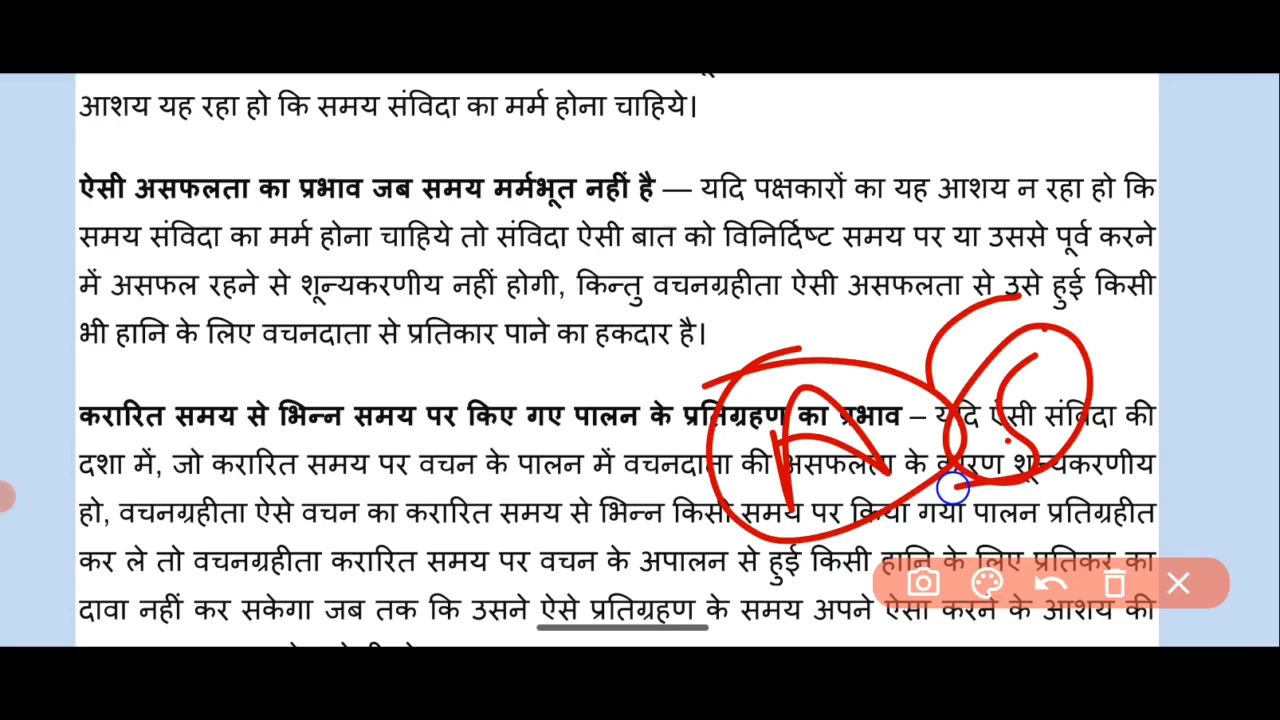 आशय यह रहा हो कि समय संविदा का मर्म होना चाहिये।
ऐसी असफलता का प्रभाव जब समय मर्मभूत नहीं है — यदि पक्षकारों का यह आशय न रहा हो कि
समय संविदा का मर्म होना चाहिये तो संविदा ऐसी बात को विनिर्दिष्ट समय पर या उससे पूर्व करने
में असफल रहने से शून्यकरणीय नहीं होगी, किन्तु वचनग्रहीता ऐसी असफलता से उसे हुई किसी
भी हानि के लिए वचनदाता से प्रतिकार पाने का हकदार है।
A S
करारित समय से भिन्न समय पर किए गए पालन के प्रतिग्रहण का प्रभाव – यदि ऐसी संविदा की
दशा में, जो करारित समय पर वचन के पालन में वचनदाता की असफलता के कारण शून्यकरणीय
हो, वचनग्रहीता ऐसे वचन का करारित समय से भिन्न किसी समय पर किया गया पालन प्रतिग्रहीत
कर ले तो वचनग्रहीता करारित समय पर वचन के अपालन से हुई किसी हानि के लिए प्रतिकर का
दावा नहीं कर सकेगा जब तक कि उसने ऐसे प्रतिग्रहण के समय अपने ऐसा करने के आशय की